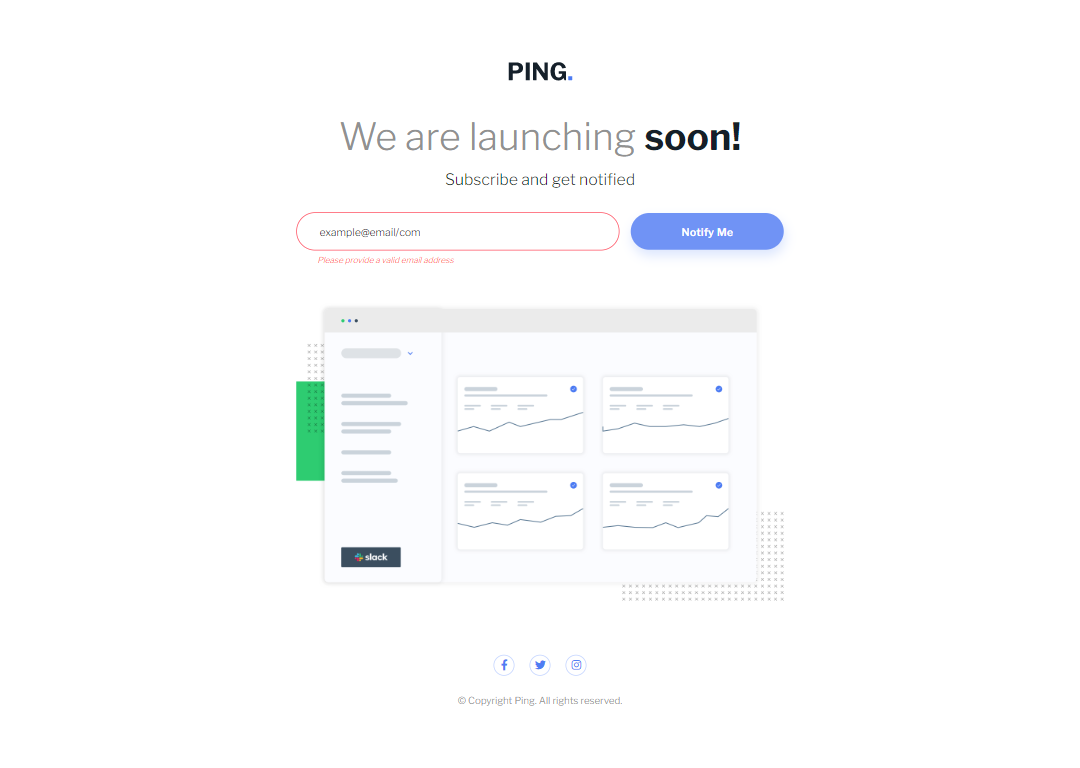 PING.
We are launching soon!
Subscribe and get notified
example@email/com
Notify Me
Please provide a valid email address
slack
© Copyright Ping. All rights reserved.